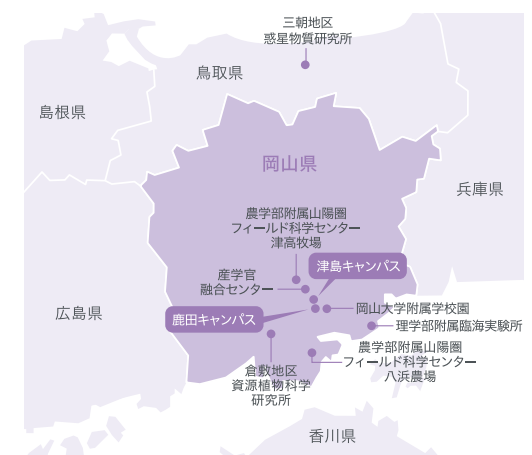 三朝地区
惑星物質研究所
鳥取県
島根県
岡山県
兵庫県
農学部附属山陽圏
フィールド科学センター
津高牧場
津島キャンパス
産学官
融合センター
岡山大学附属学校園
広島県
鹿田キャンパス
理学部附属臨海実験所
農学部附属山陽圏
フィールド科学センター
八浜農場
倉敷地区
資源植物科学
研究所
香川県